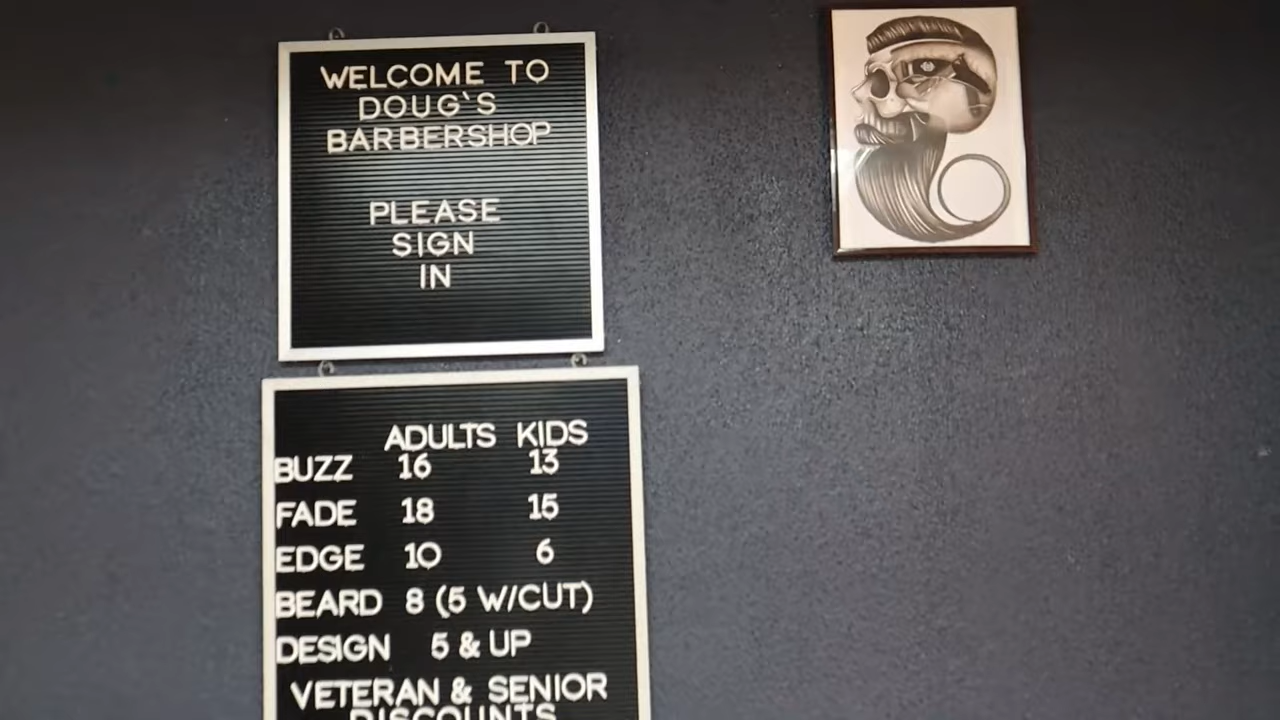 WELCOME TO
DOUG'S
BARBERSHOP
PLEASE
SIGN
IN
ADULTS KIDS
BUZZ 16 13
FADE 18 15
EDGE 10 6
BEARD 8 (5 W/CUT)
DESIGN 5 & UP
VETERAN & SENIOR
DISCOUNTS